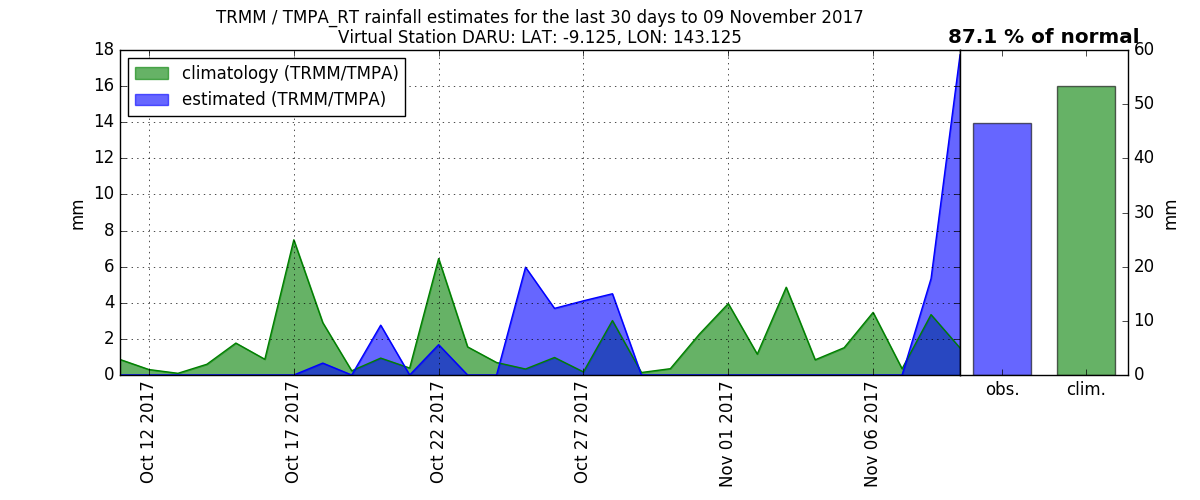 TRMM / TMPA_RT rainfall estimates for the last 30 days to 09 November 2017
Virtual Station DARU: LAT: -9.125, LON: 143.125
87.1 % of normal
climatology (TRMM/TMPA)
estimated (TRMM/TMPA)
mm
18
16
14
12
10
8
6
4
2
0
Oct 12 2017
Oct 17 2017
Oct 22 2017
Oct 27 2017
Nov 01 2017
Nov 06 2017
obs.
clim.
60
50
40
30
20
10
0
mm